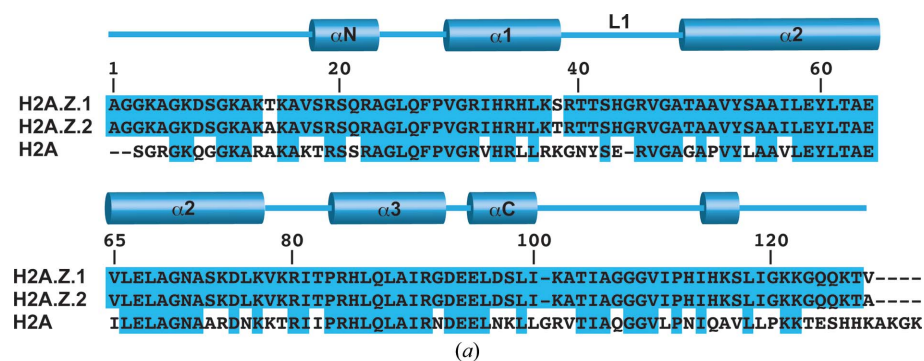 αN α1 L1 α2
1 20 40 60
H2A.Z.1 AGGKAGKDSGKAKTKAVSRSQRAGLQFPVGRIHRHLKSRTTSHGRVGATAAVYSAAILEYLTAE
H2A.Z.2 AGGKAGKDSGKAKAKAVSRSQRAGLQFPVGRIHRHLKTRTTSHGRVGATAAVYSAAILEYLTAE
H2A --SGRGKQGGKARAKAKTRSSRAGLQFPVGRVHRLLRKGNYSE-RVGAGAPVYLAAVLEYLTAE
α2 α3 αC
65 80 100 120
H2A.Z.1 VLELAGNASKDLKVKRITPRHLQLAIRGDEELDSLI-KATIAGGGVIPHIHKSLIGKKGQQKTV----
H2A.Z.2 VLELAGNASKDLKVKRITPRHLQLAIRGDEELDSLI-KATIAGGGVIPHIHKSLIGKKGQQKTA----
H2A ILELAGNAARDNKKTRIIPRHLQLAIRNDEELNKLLGRVTIAQGGVLPNIQAVLLPKKTESHHKAKGK
(a)